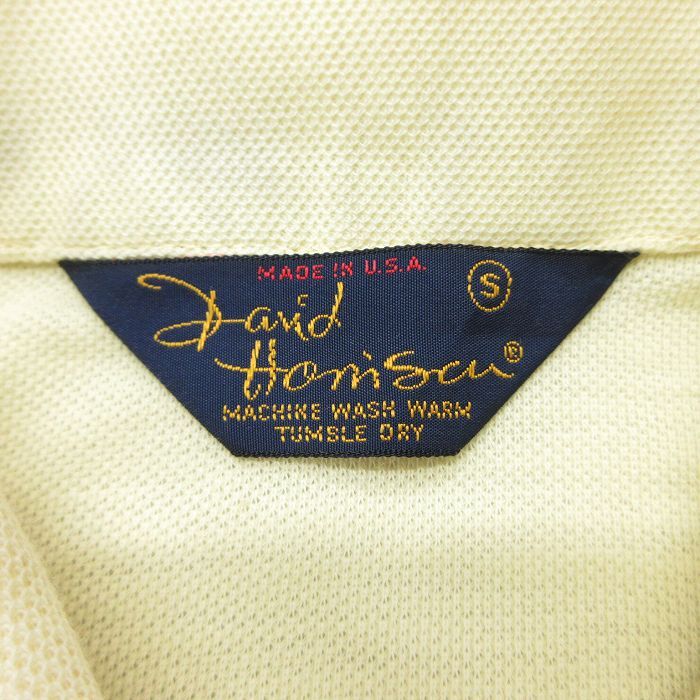 MADE IN U.S.A.
S
David
Harrison®
MACHINE WASH WARM
TUMBLE DRY